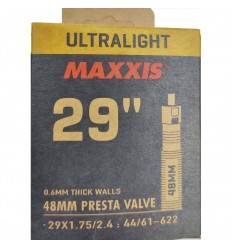 ULTRALIGHT
MAXXIS
29"
48MM
0.6MM THICK WALLS
48MM PRESTA VALVE
29X1.75/2.4 : 44/61-622